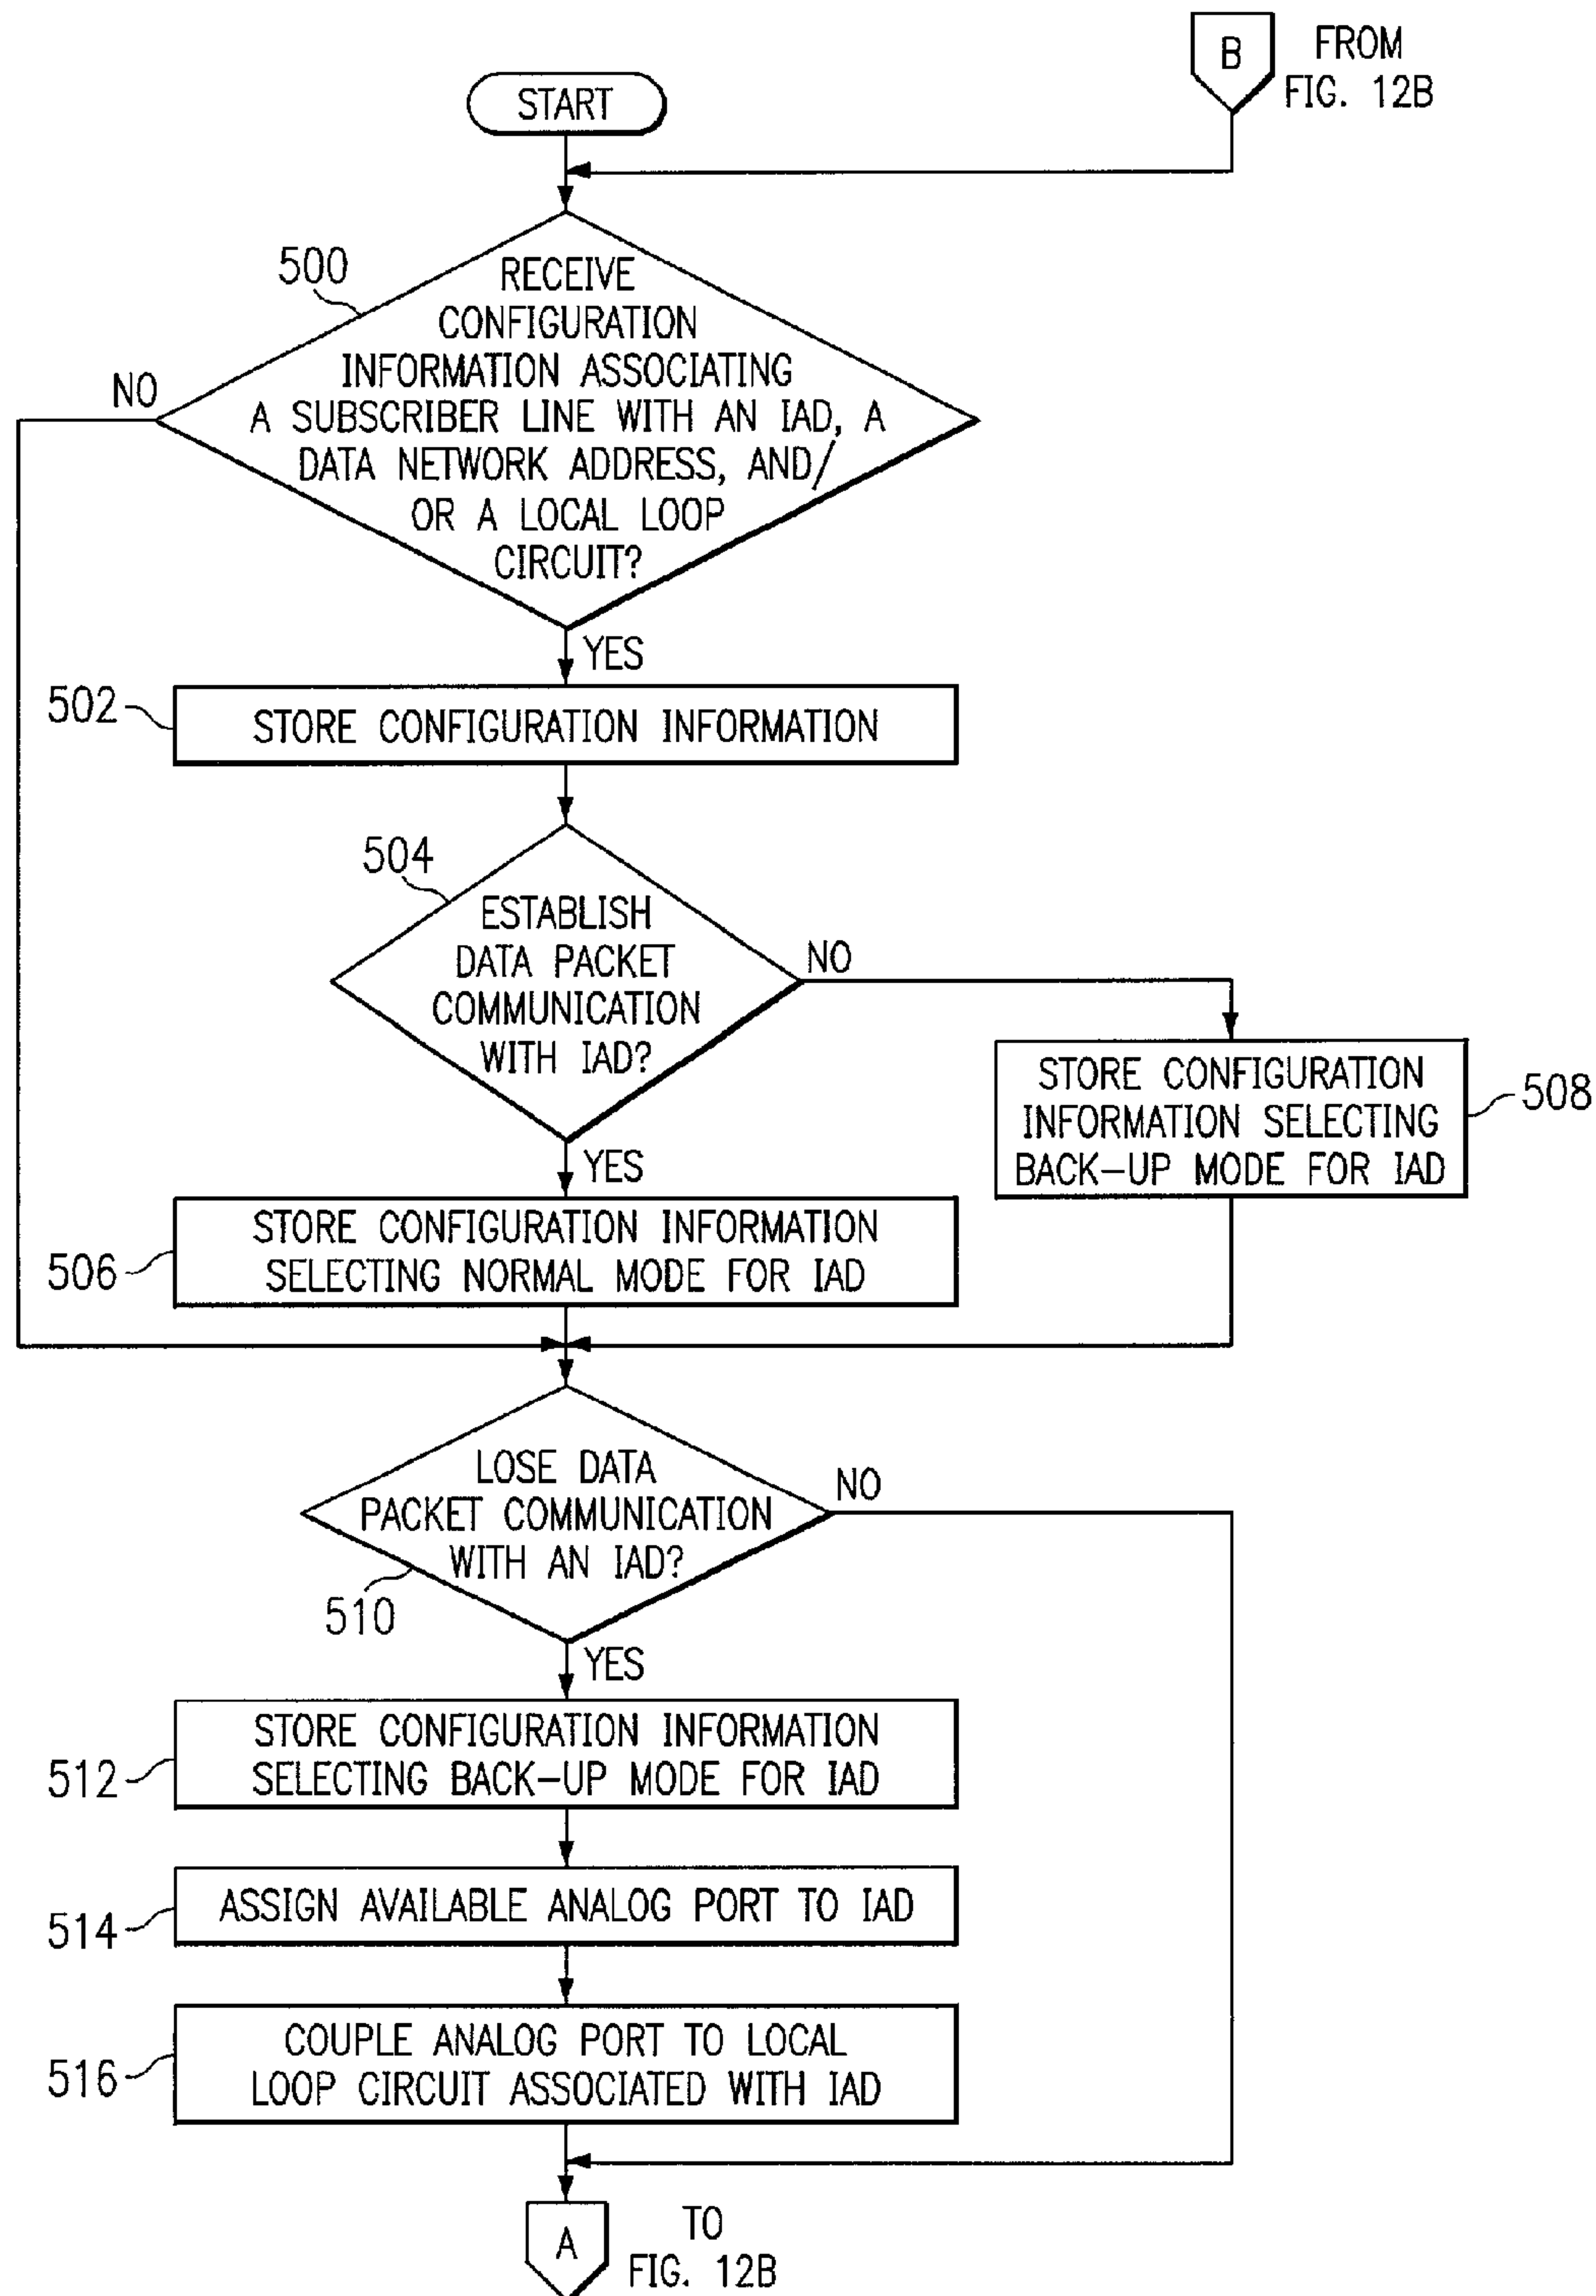 B
FROM
FIG. 12B
START
500
RECEIVE
CONFIGURATION
INFORMATION ASSOCIATING
A SUBSCRIBER LINE WITH AN IAD, A
DATA NETWORK ADDRESS, AND/
OR A LOCAL LOOP
CIRCUIT?
NO
YES
502
STORE CONFIGURATION INFORMATION
504
ESTABLISH
DATA PACKET
COMMUNICATION
WITH IAD?
NO
YES
STORE CONFIGURATION
INFORMATION SELECTING
BACK-UP MODE FOR IAD
508
506
STORE CONFIGURATION INFORMATION
SELECTING NORMAL MODE FOR IAD
LOSE DATA
PACKET COMMUNICATION
WITH AN IAD?
NO
510
YES
512
STORE CONFIGURATION INFORMATION
SELECTING BACK-UP MODE FOR IAD
514
ASSIGN AVAILABLE ANALOG PORT TO IAD
516
COUPLE ANALOG PORT TO LOCAL
LOOP CIRCUIT ASSOCIATED WITH IAD
A
TO
FIG. 12B